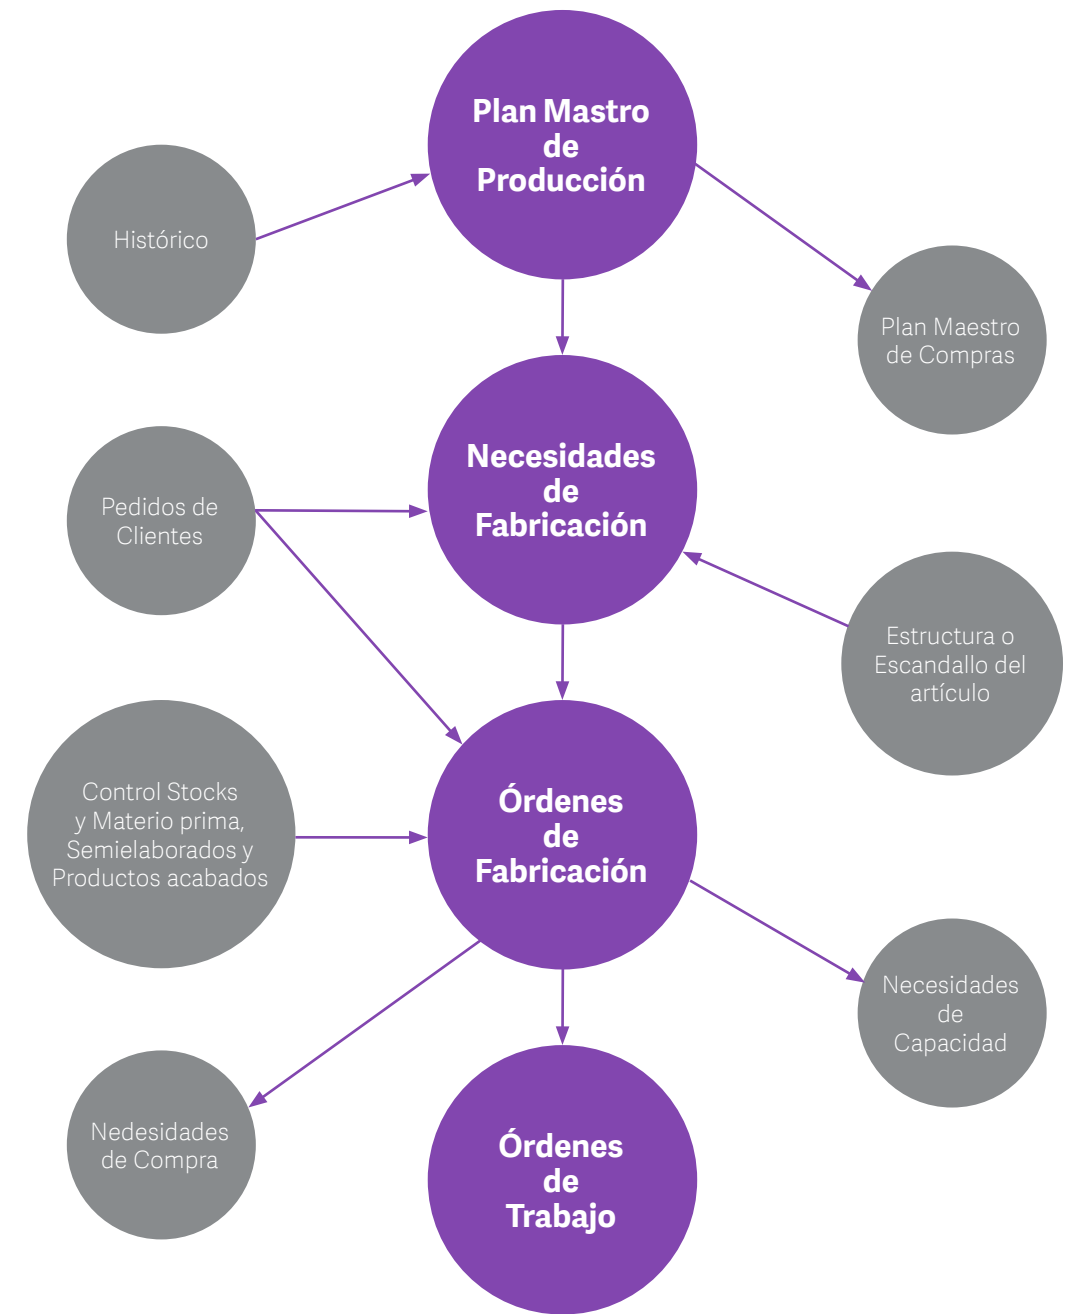 Plan Mastro
de
Producción
Histórico
Plan Maestro
de Compras
Necesidades
de
Fabricación
Pedidos de
Clientes
Estructura o
Escandallo del
artículo
Control Stocks
y Materio prima,
Semielaborados y
Productos acabados
Órdenes
de
Fabricación
Necesidades
de
Capacidad
Nedesidades
de Compra
Órdenes
de
Trabajo